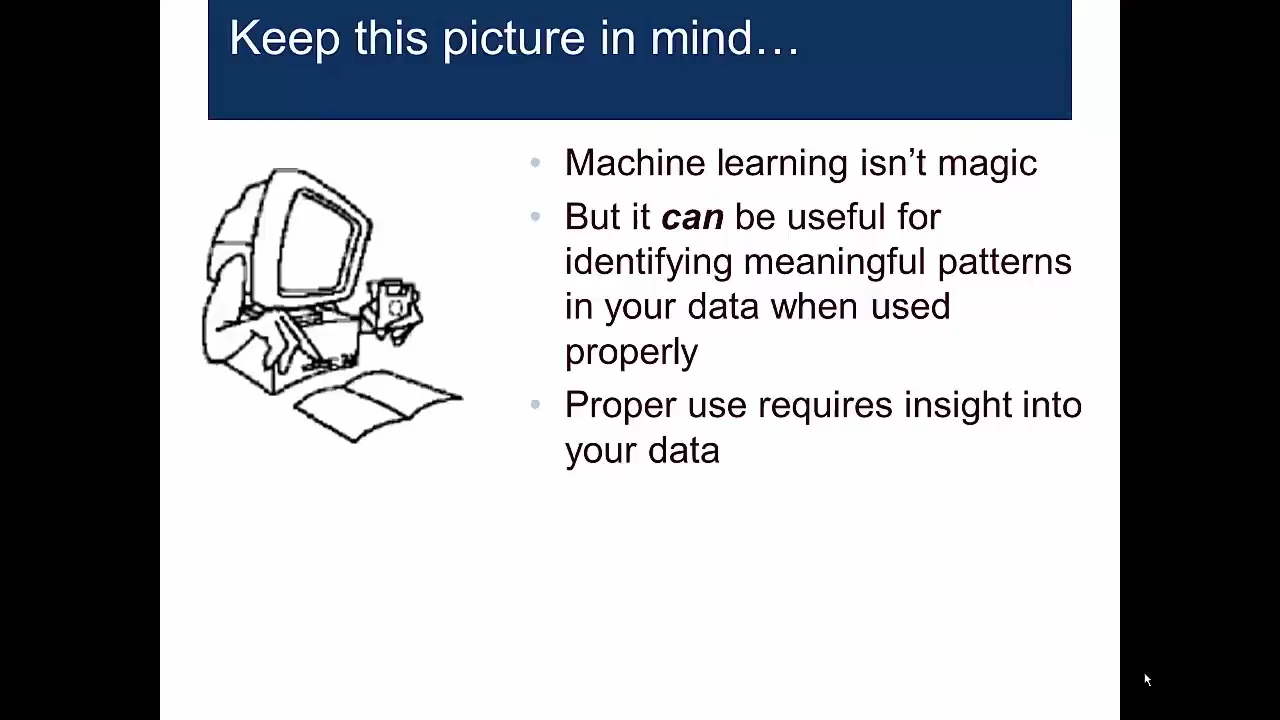 Keep this picture in mind…
• Machine learning isn’t magic
• But it can be useful for
identifying meaningful patterns
in your data when used
properly
• Proper use requires insight into
your data